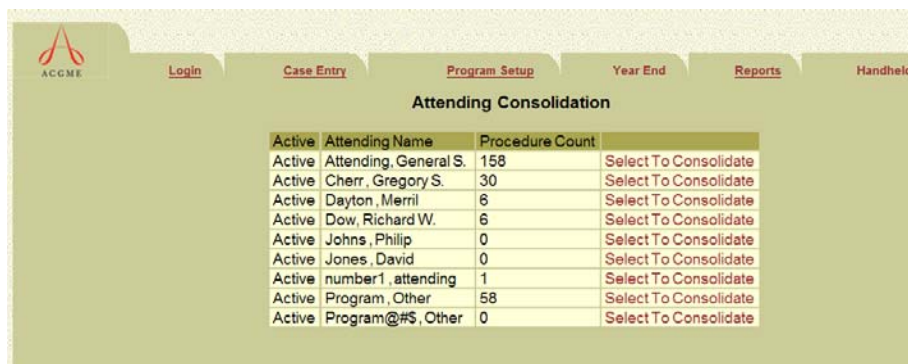 ACGME
Login Case Entry Program Setup Year End Reports Handheld
Attending Consolidation
Active Attending Name Procedure Count
Active Attending, General S. 158 Select To Consolidate
Active Cherr, Gregory S. 30 Select To Consolidate
Active Dayton, Merril 6 Select To Consolidate
Active Dow, Richard W. 6 Select To Consolidate
Active Johns, Philip 0 Select To Consolidate
Active Jones, David 0 Select To Consolidate
Active number1, attending 1 Select To Consolidate
Active Program, Other 58 Select To Consolidate
Active Program@#$, Other 0 Select To Consolidate